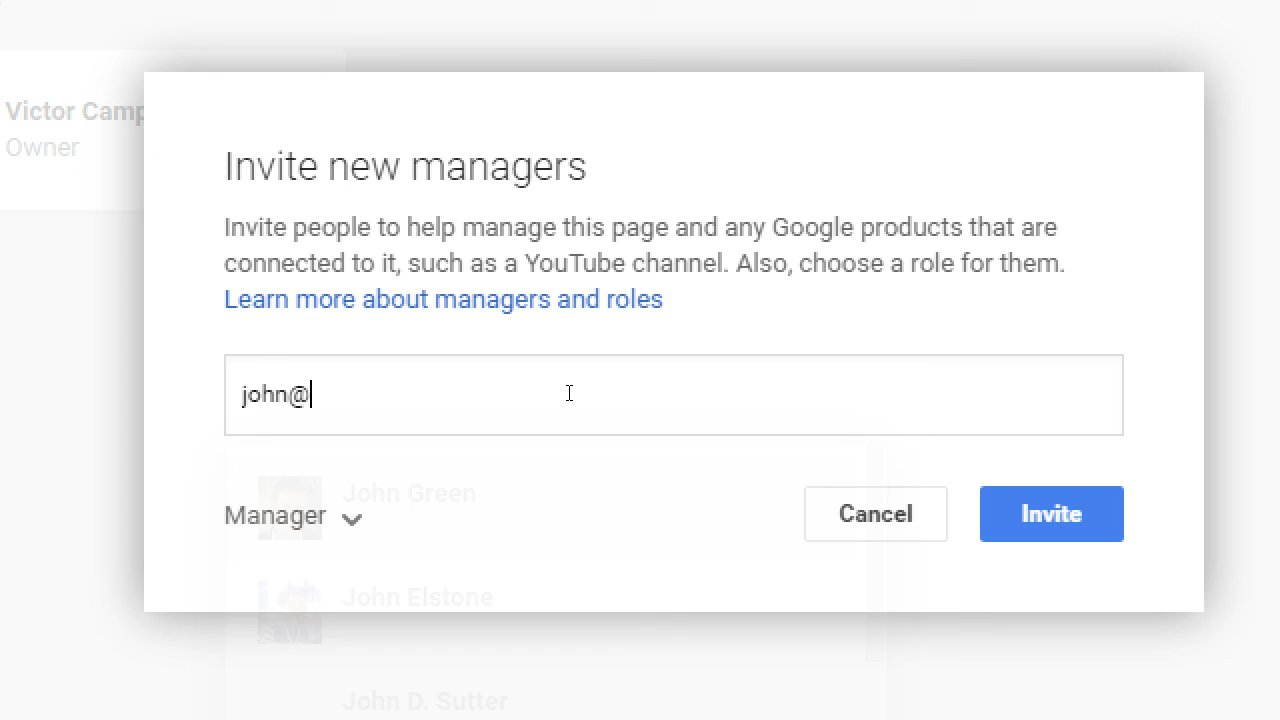 Victor Camp
Owner
Invite new managers
Invite people to help manage this page and any Google products that are
connected to it, such as a YouTube channel. Also, choose a role for them.
Learn more about managers and roles
john@
John Green
Manager
Cancel
Invite
John Elstone
John D. Sutter